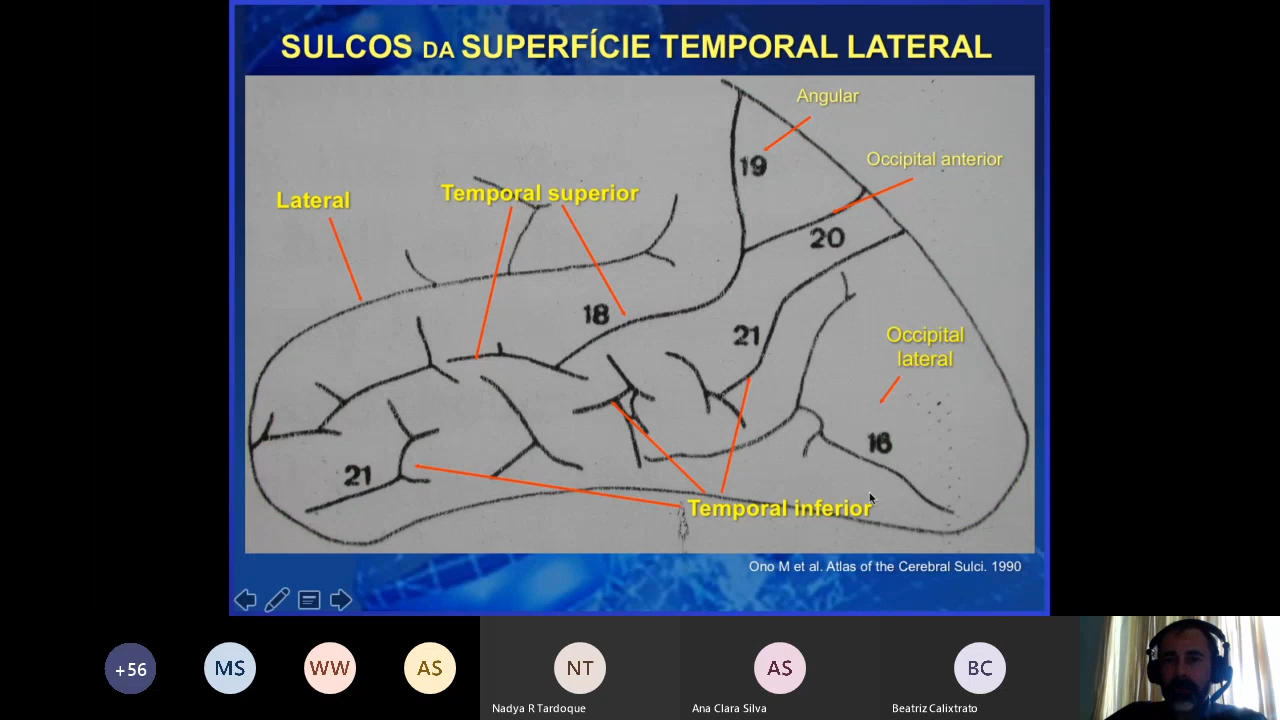 SULCOS DA SUPERFÍCIE TEMPORAL LATERAL
Angular
19
Occipital anterior
Lateral
Temporal superior
20
18
21
Occipital
lateral
16
21
Temporal inferior
Ono M et al. Atlas of the Cerebral Sulci. 1990
+56
MS
WW
AS
NT
AS
BC
Nadya R Tardoque
Ana Clara Silva
Beatriz Calixtrato